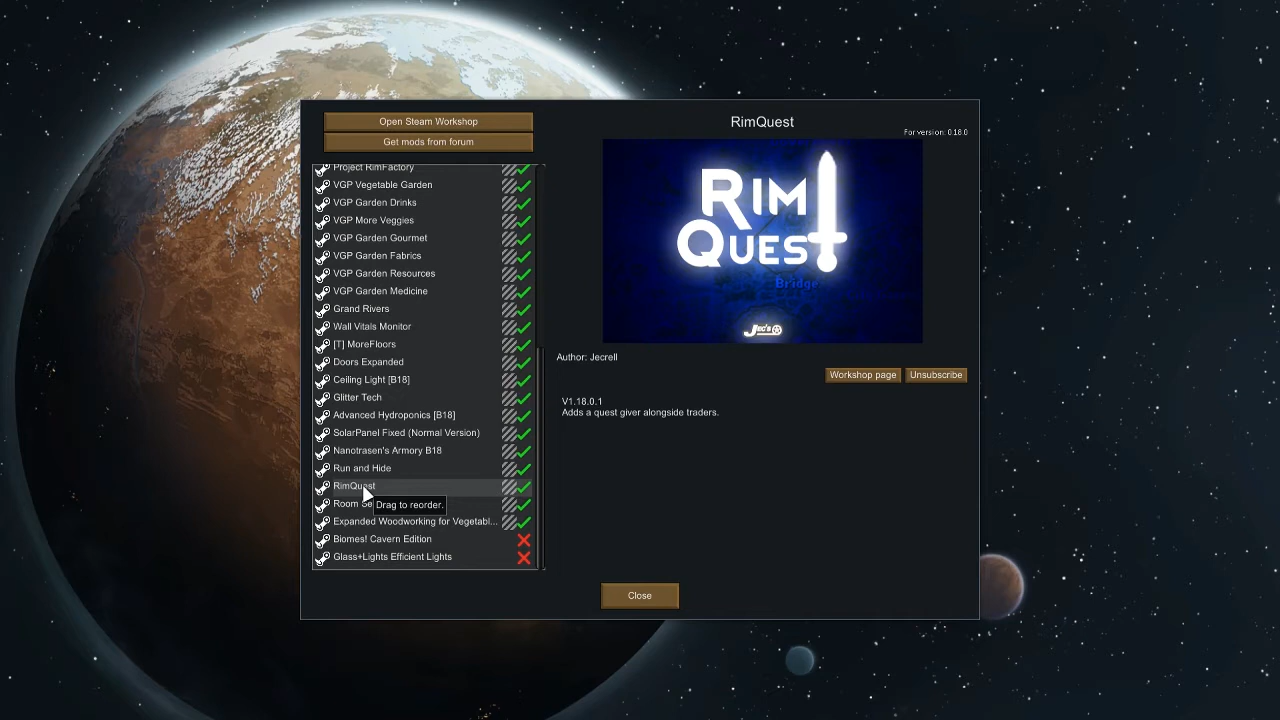 Open Steam Workshop
Get mods from forum
Project RimFactory
VGP Vegetable Garden
VGP Garden Drinks
VGP More Veggies
VGP Garden Gourmet
VGP Garden Fabrics
VGP Garden Resources
VGP Garden Medicine
Grand Rivers
Wall Vitals Monitor
[T] MoreFloors
Doors Expanded
Ceiling Light [B18]
Glitter Tech
Advanced Hydroponics [B18]
SolarPanel Fixed (Normal Version)
Nanotrasen's Armory B18
Run and Hide
RimQuest
Room Se
Drag to reorder.
Expanded Woodworking for Vegetabl...
Biomes! Cavern Edition
Glass+Lights Efficient Lights
RimQuest
For version: 0.18.0
RIM
QUEST
Bridge
JEC'S
Author: Jecrell
Workshop page
Unsubscribe
V1.18.0.1
Adds a quest giver alongside traders.
Close